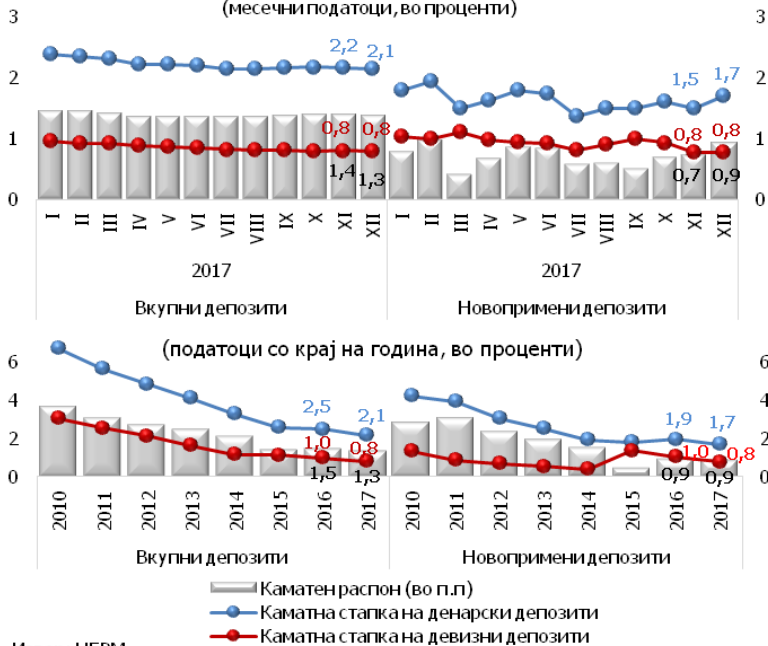 (месечни податоци, во проценти)
3 3
2,2 2,1 1,5 1,7
2 2
0,8 0,8 0,8 0,8
1 1
1,4 1,3 0,7 0,9
0 0
I II III IV V VI VII VIII IX X XI XII I II III IV V VI VII VIII IX X XI XII
2017 2017
Вкупни депозити Новопримени депозити
(податоци со крај на година, во проценти)
6 6
4 4
2,5 2,1 1,9 1,7
2 2
1,0 0,8 1,0 0,8
1,5 1,3 0,9 0,9
0 0
2010 2011 2012 2013 2014 2015 2016 2017 2010 2011 2012 2013 2014 2015 2016 2017
Вкупни депозити Новопримени депозити
Каматен распон (во п.п)
Каматна стапка на денарски депозити
Каматна стапка на девизни депозити